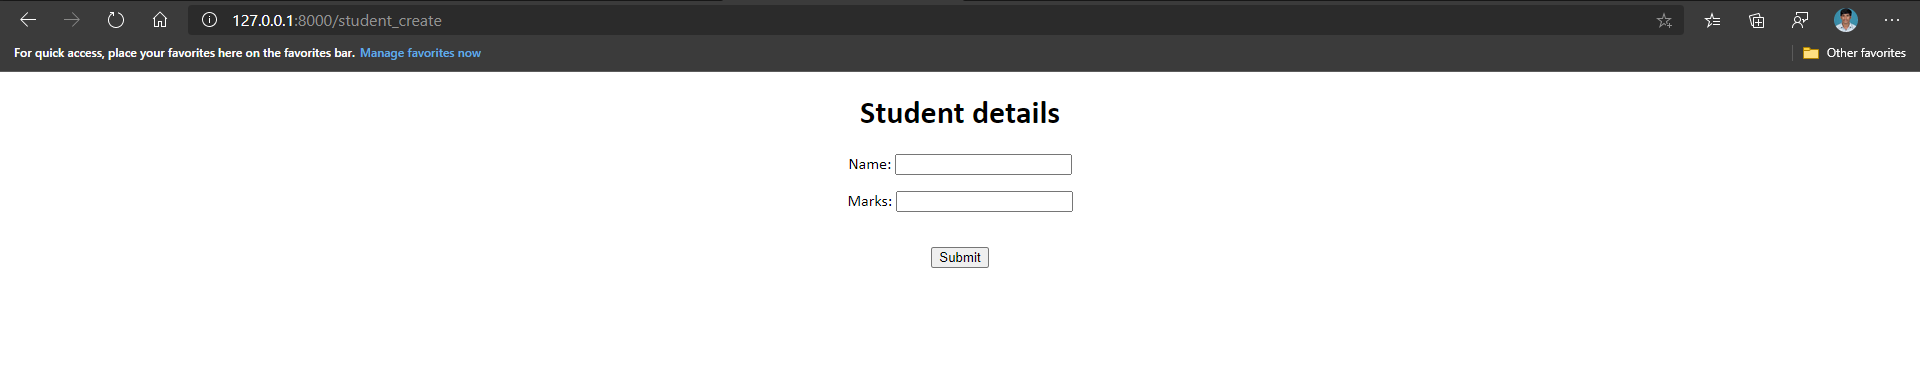 127.0.0.1:8000/student_create
For quick access, place your favorites here on the favorites bar. Manage favorites now
Other favorites
Student details
Name:
Marks:
Submit